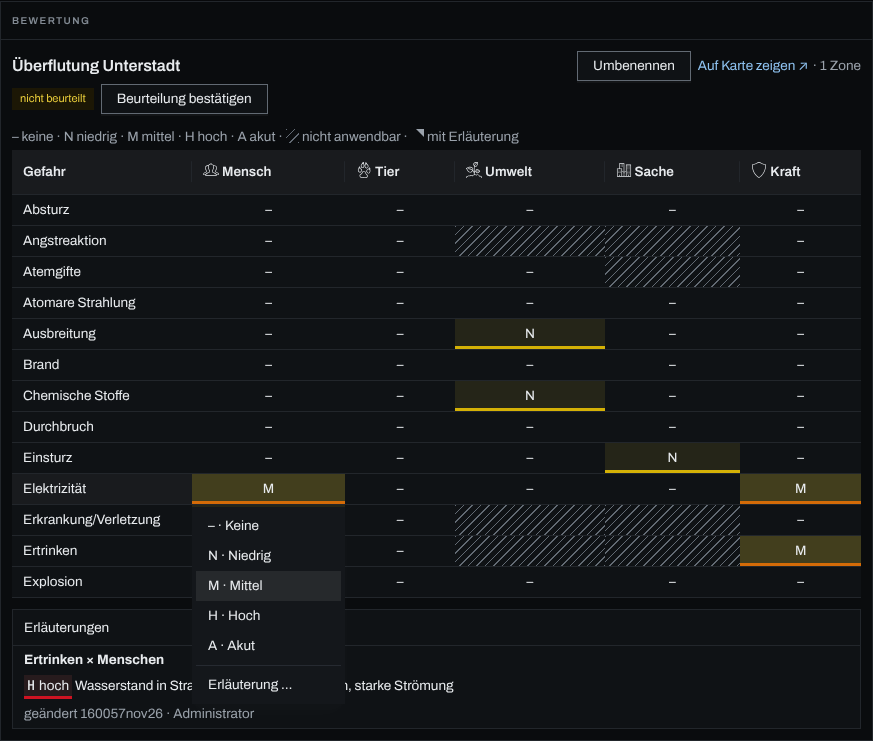 BEWERTUNG
Überflutung Unterstadt
Umbenennen Auf Karte zeigen ↗ · 1 Zone
nicht beurteilt Beurteilung bestätigen
– keine · N niedrig · M mittel · H hoch · A akut · nicht anwendbar · mit Erläuterung
Gefahr Mensch Tier Umwelt Sache Kraft
Absturz – – – – –
Angstreaktion – – –
Atemgifte – – – –
Atomare Strahlung – – – – –
Ausbreitung – – N – –
Brand – – – – –
Chemische Stoffe – – N – –
Durchbruch – – – – –
Einsturz – – – N –
Elektrizität M – – – M
Erkrankung/Verletzung – –
Ertrinken – M
Explosion – – – –
– · Keine
N · Niedrig
M · Mittel
H · Hoch
A · Akut
Erläuterung ...
Erläuterungen
Ertrinken × Menschen
H hoch Wasserstand in , starke Strömung
geändert 160057nov26 · Administrator